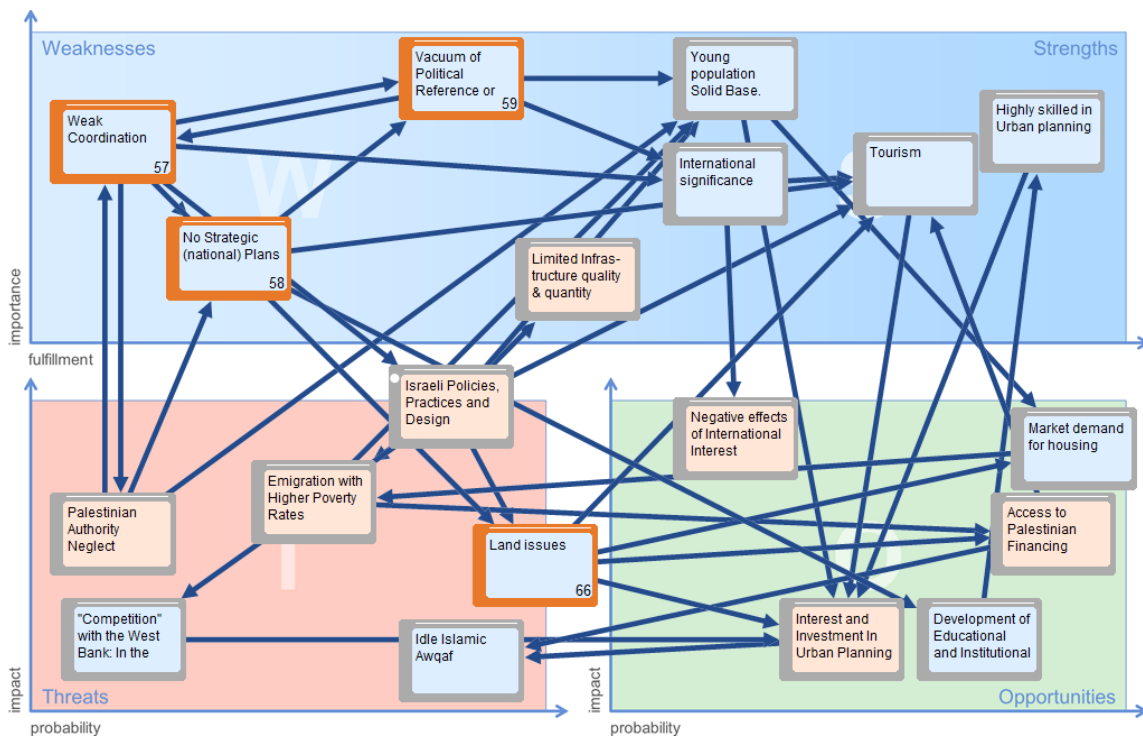 Weaknesses
Strengths
Vacuum of
Political
Reference or
59
Young
population
Solid Base.
Highly skilled in
Urban planning
Weak
Coordination
57
W
S
International
significance
Tourism
No Strategic
(national) Plans
58
Limited Infras-
tructure quality
& quantity
importance
fulfillment
Israeli Policies,
Practices and
Design
Negative effects
of International
Interest
Market demand
for housing
Emigration with
Higher Poverty
Rates
Palestinian
Authority
Neglect
Access to
Palestinian
Financing
T
O
Land issues
66
"Competition"
with the West
Bank: In the
Idle Islamic
Awqaf
Interest and
Investment In
Urban Planning
Development of
Educational
and Institutional
impact
Threats
probability
impact
Opportunities
probability